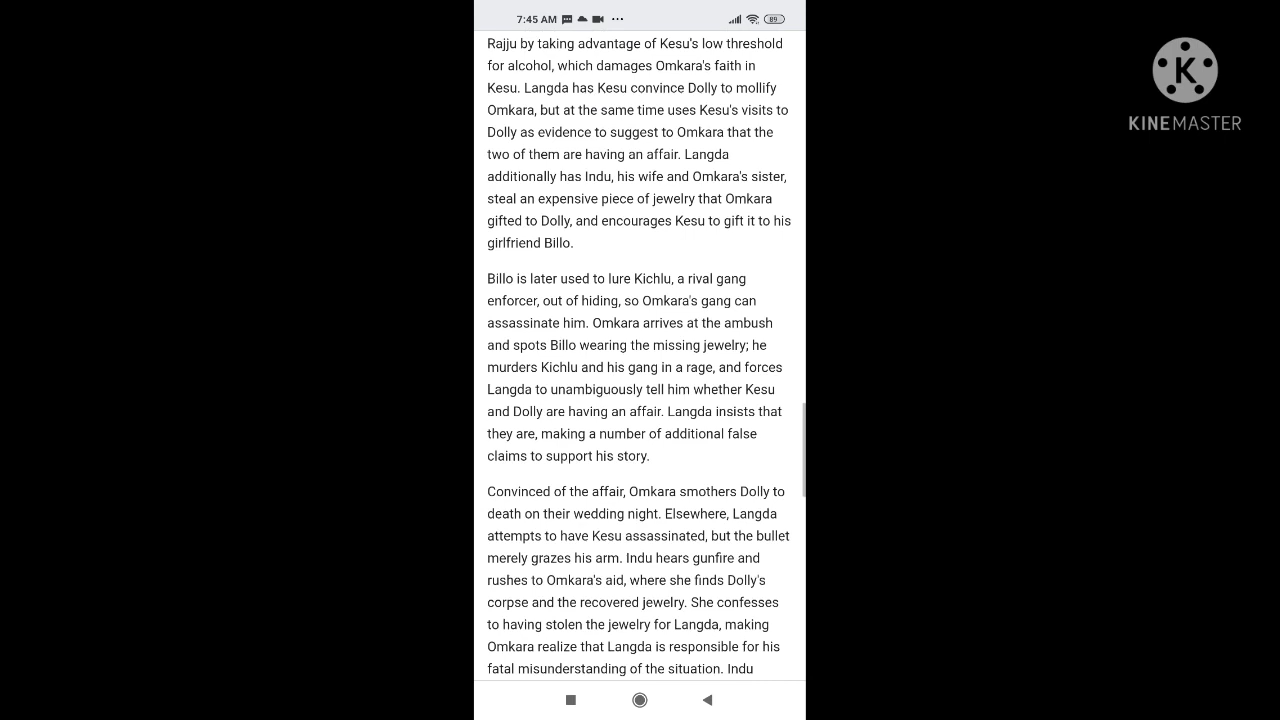 7:45 AM
89
Rajju by taking advantage of Kesu's low threshold
for alcohol, which damages Omkara's faith in
Kesu. Langda has Kesu convince Dolly to mollify
Omkara, but at the same time uses Kesu's visits to
Dolly as evidence to suggest to Omkara that the
two of them are having an affair. Langda
additionally has Indu, his wife and Omkara's sister,
steal an expensive piece of jewelry that Omkara
gifted to Dolly, and encourages Kesu to gift it to his
girlfriend Billo.
Billo is later used to lure Kichlu, a rival gang
enforcer, out of hiding, so Omkara's gang can
assassinate him. Omkara arrives at the ambush
and spots Billo wearing the missing jewelry; he
murders Kichlu and his gang in a rage, and forces
Langda to unambiguously tell him whether Kesu
and Dolly are having an affair. Langda insists that
they are, making a number of additional false
claims to support his story.
Convinced of the affair, Omkara smothers Dolly to
death on their wedding night. Elsewhere, Langda
attempts to have Kesu assassinated, but the bullet
merely grazes his arm. Indu hears gunfire and
rushes to Omkara's aid, where she finds Dolly's
corpse and the recovered jewelry. She confesses
to having stolen the jewelry for Langda, making
Omkara realize that Langda is responsible for his
fatal misunderstanding of the situation. Indu
K
KINEMASTER